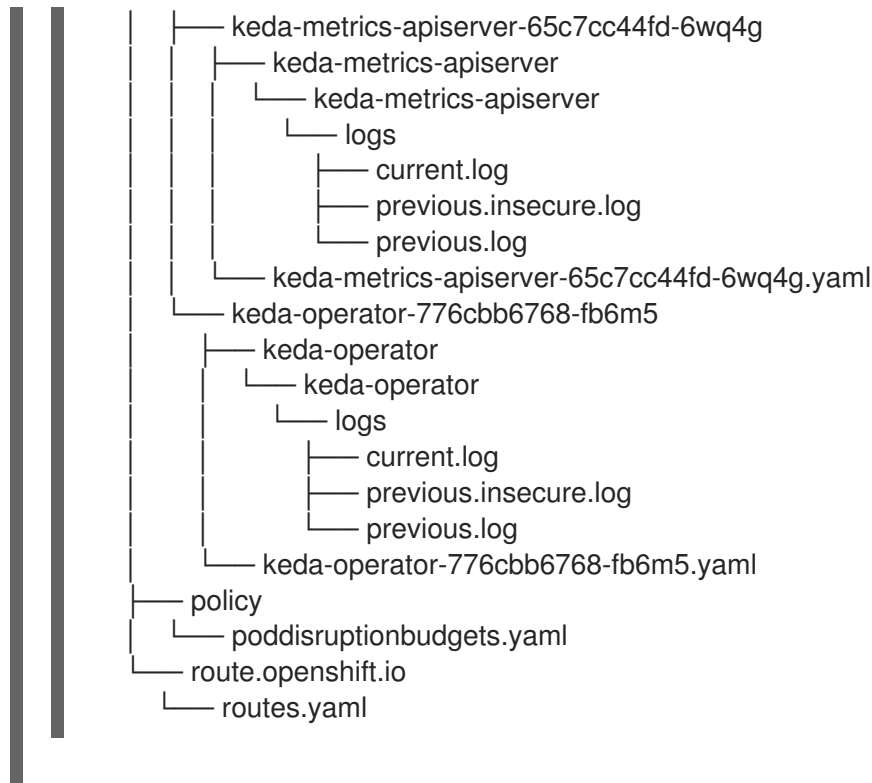 │   ├── keda-metrics-apiserver-65c7cc44fd-6wq4g
│   │   ├── keda-metrics-apiserver
│   │   │   └── keda-metrics-apiserver
│   │   │       └── logs
│   │   │           ├── current.log
│   │   │           ├── previous.insecure.log
│   │   │           └── previous.log
│   │   └── keda-metrics-apiserver-65c7cc44fd-6wq4g.yaml
│   └── keda-operator-776cbb6768-fb6m5
│       ├── keda-operator
│       │   └── keda-operator
│       │       └── logs
│       │           ├── current.log
│       │           ├── previous.insecure.log
│       │           └── previous.log
│       └── keda-operator-776cbb6768-fb6m5.yaml
├── policy
│   └── poddisruptionbudgets.yaml
└── route.openshift.io
    └── routes.yaml